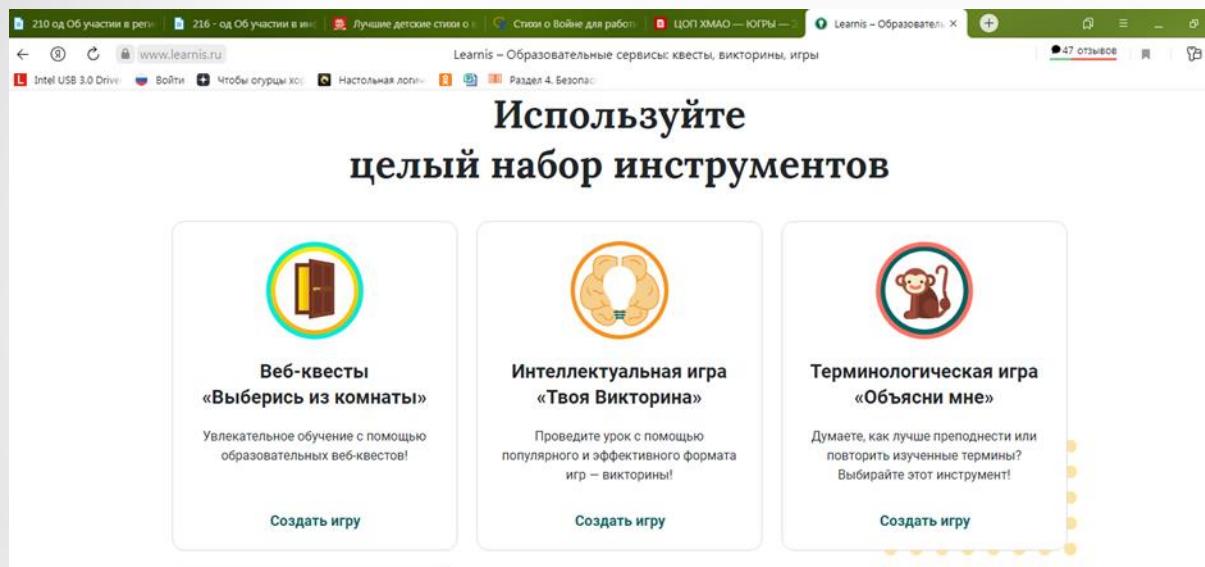 210 од Об участии в реги
216 - од Об участии в ин
Лучшие детские стихи о в
Стихи о Войне для работ
ЦОП ХМАО — ЮГРЫ — Э
Learnis – Образователь
www.learnis.ru
Learnis – Образовательные сервисы: квесты, викторины, игры
47 отзывов
Intel USB 3.0 Drive
Войти
Чтобы огурцы хо
Настольная логи
Раздел 4. Безопас
Используйте
целый набор инструментов
Веб-квесты
«Выберись из комнаты»
Увлекательное обучение с помощью
образовательных веб-квестов!
Создать игру
Интеллектуальная игра
«Твоя Викторина»
Проведите урок с помощью
популярного и эффективного формата
игр — викторины!
Создать игру
Терминологическая игра
«Объясни мне»
Думаете, как лучше преподнести или
повторить изученные термины?
Выбирайте этот инструмент!
Создать игру